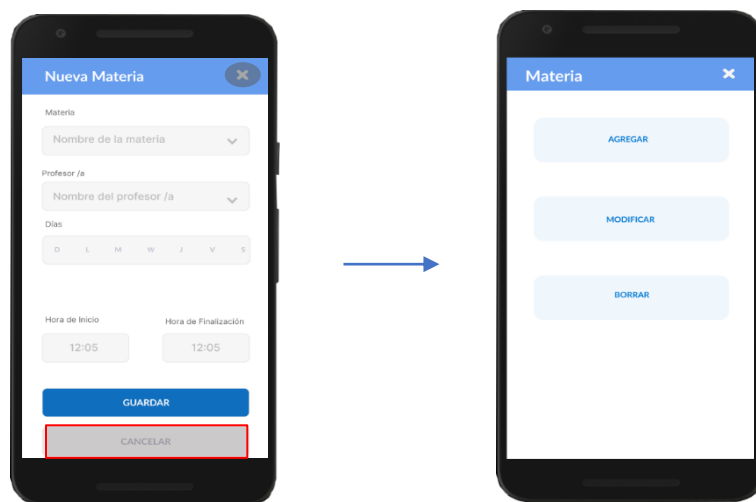 Nueva Materia
Materia
Nombre de la materia
Profesor /a
Nombre del profesor /a
Días
D L M W J V S
Hora de Inicio Hora de Finalización
12:05 12:05
GUARDAR
CANCELAR
Materia
AGREGAR
MODIFICAR
BORRAR